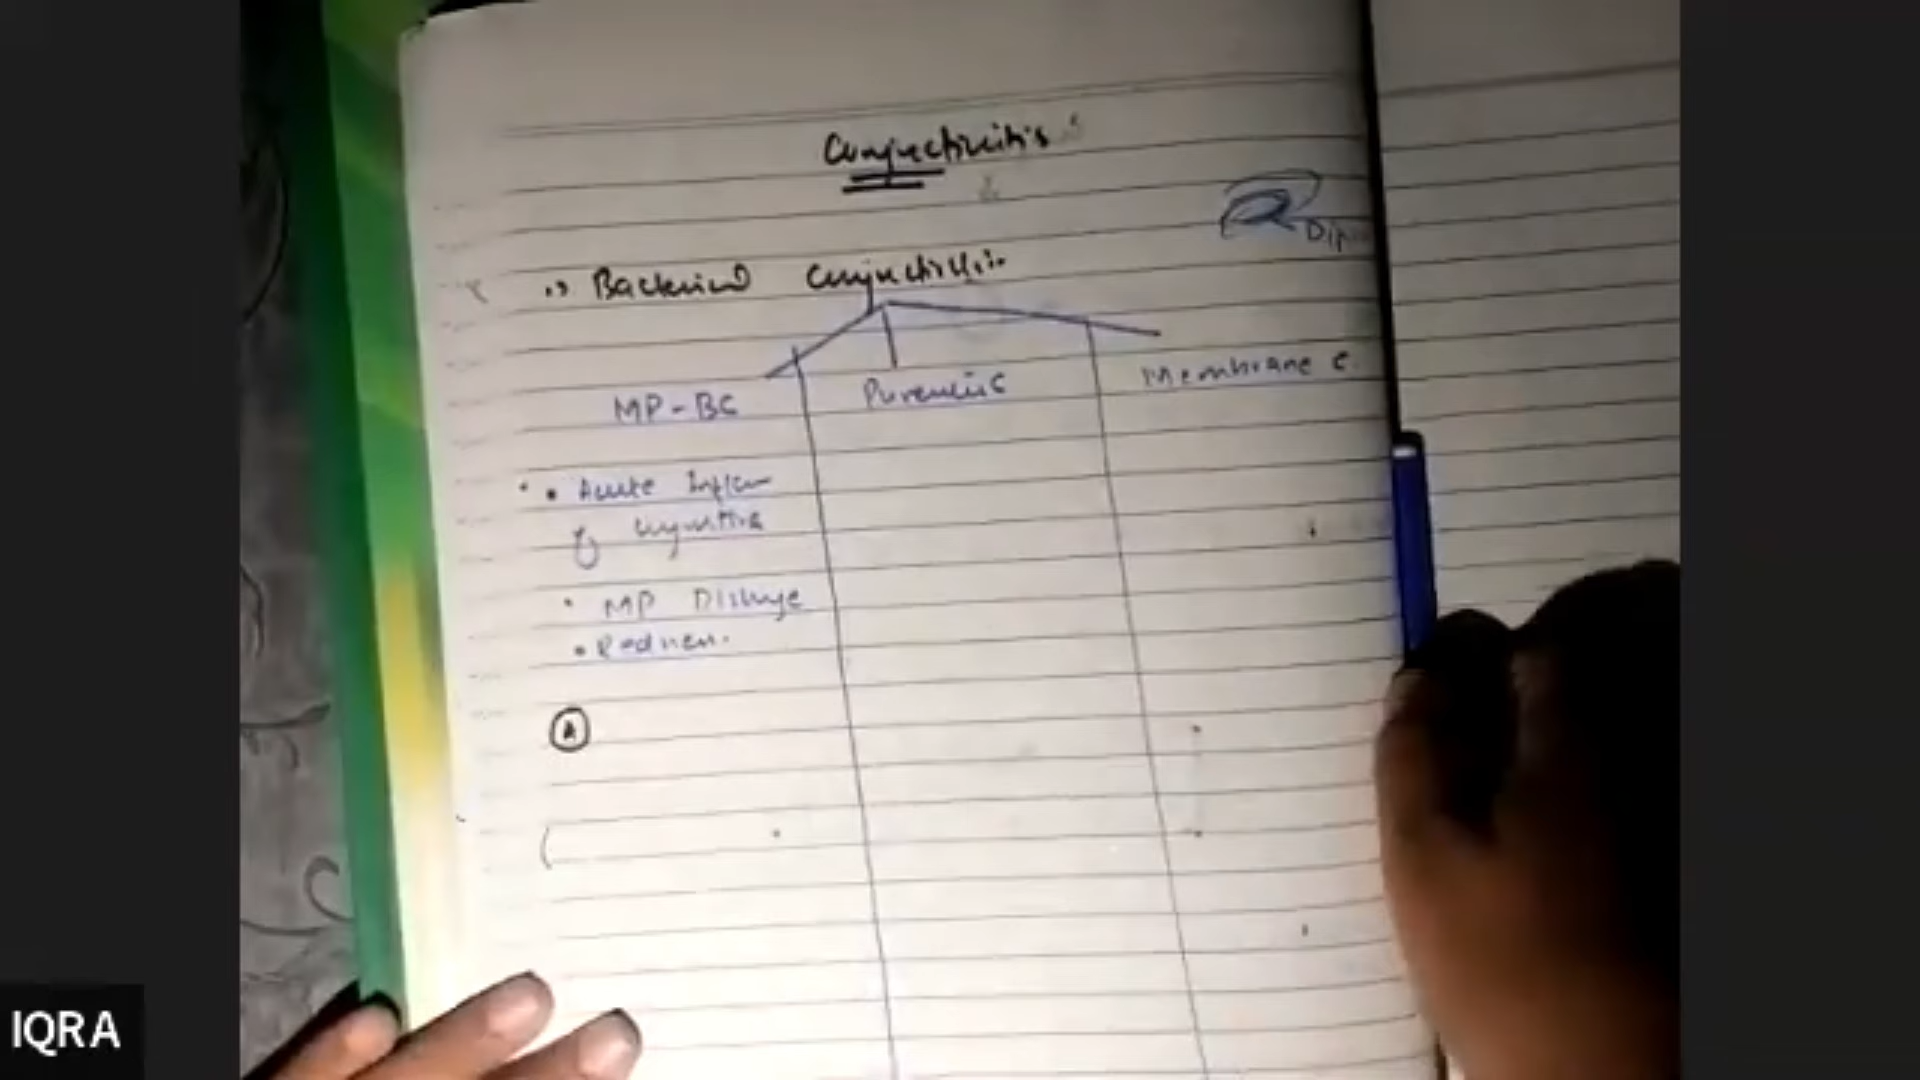 Conjunctivitis
Bacterial Conjunctivitis
MP-BC
Purulent C
Membrane C.
• Acute Inflam
of conjunctiva
• MP Discharge
• Redness.
A
IQRA